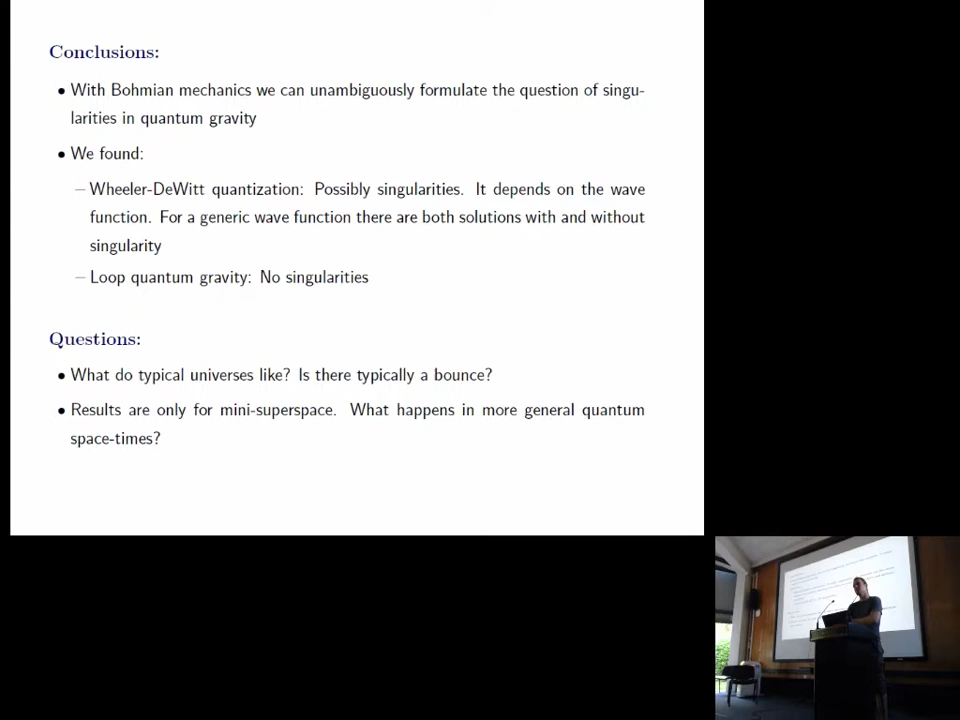 Conclusions:
• With Bohmian mechanics we can unambiguously formulate the question of singu-
larities in quantum gravity
• We found:
– Wheeler-DeWitt quantization: Possibly singularities. It depends on the wave
function. For a generic wave function there are both solutions with and without
singularity
– Loop quantum gravity: No singularities
Questions:
• What do typical universes like? Is there typically a bounce?
• Results are only for mini-superspace. What happens in more general quantum
space-times?